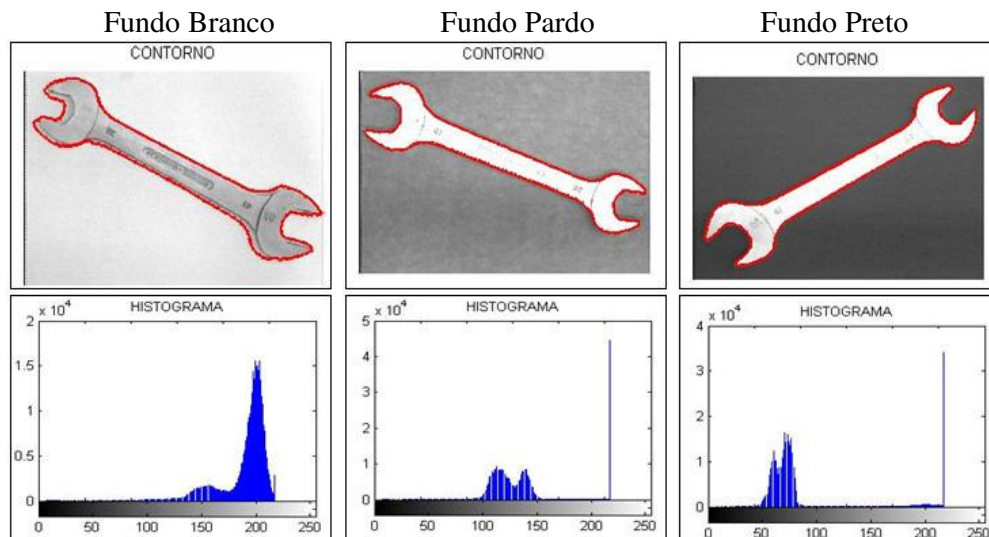 Fundo Branco
Fundo Pardo
Fundo Preto
CONTORNO
CONTORNO
CONTORNO
HISTOGRAMA
x 10^4
2
1.5
1
0.5
0
0 50 100 150 200 250
HISTOGRAMA
x 10^4
5
4
3
2
1
0
0 50 100 150 200 250
HISTOGRAMA
x 10^4
4
3
2
1
0
0 50 100 150 200 250